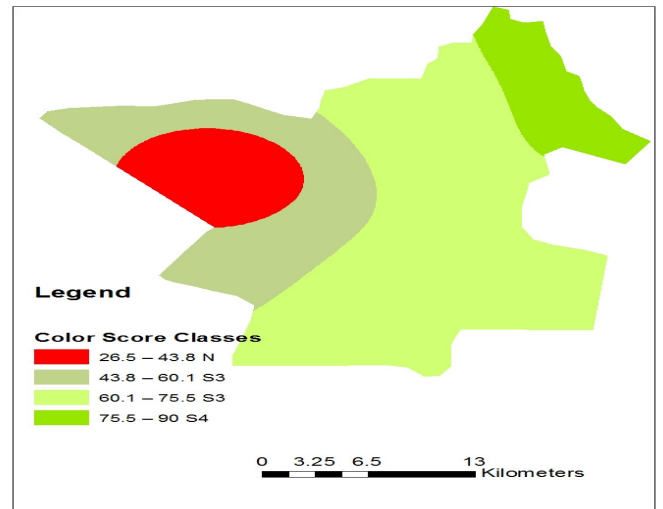 Legend
Color Score Classes
26.5 – 43.8 N
43.8 – 60.1 S3
60.1 – 75.5 S3
75.5 – 90 S4
0 3.25 6.5 13
Kilometers